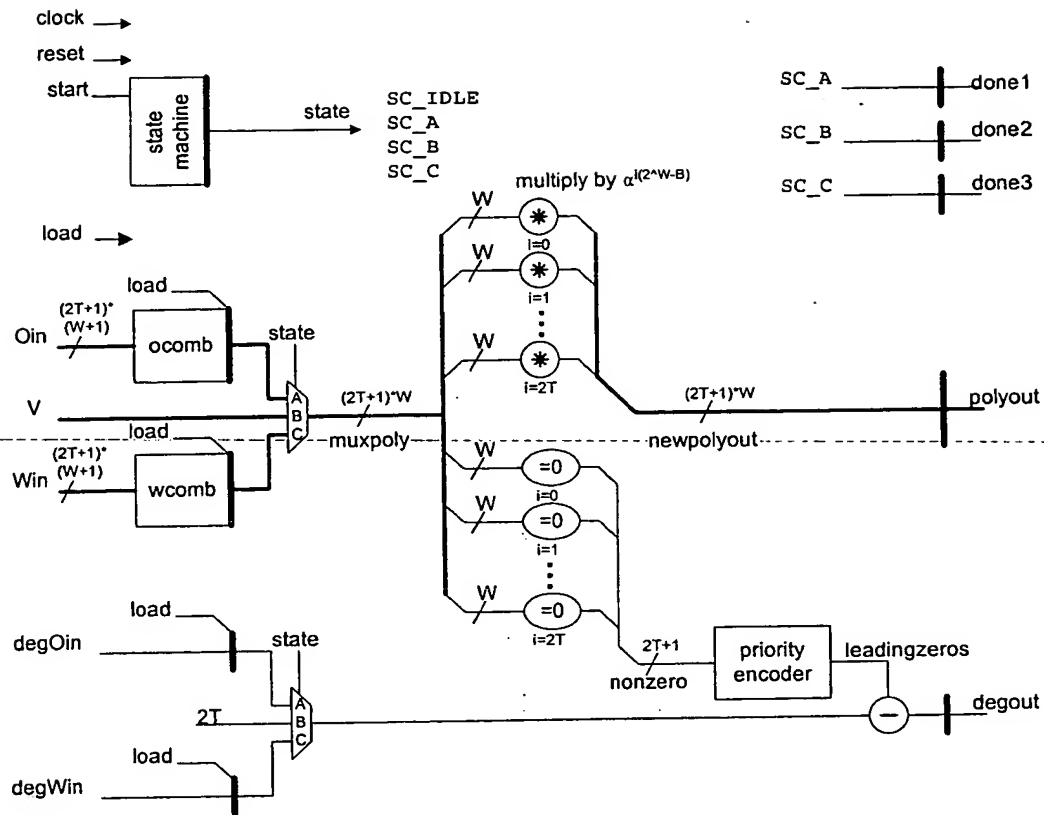 clock
reset
start
state machine
state
SC_IDLE
SC_A
SC_B
SC_C
SC_A
done1
SC_B
done2
SC_C
done3
multiply by α^i(2^W-B)
W
*
i=0
W
*
i=1
W
*
i=2T
load
load
(2T+1)*
(W+1)
Oin
ocomb
state
A
B
C
V
(2T+1)*W
muxpoly
(2T+1)*W
newpolyout
polyout
load
(2T+1)*
(W+1)
Win
wcomb
W
=0
i=0
W
=0
i=1
W
=0
i=2T
load
degOin
state
A
B
C
2T
load
degWin
2T+1
nonzero
priority
encoder
leadingzeros
−
degout